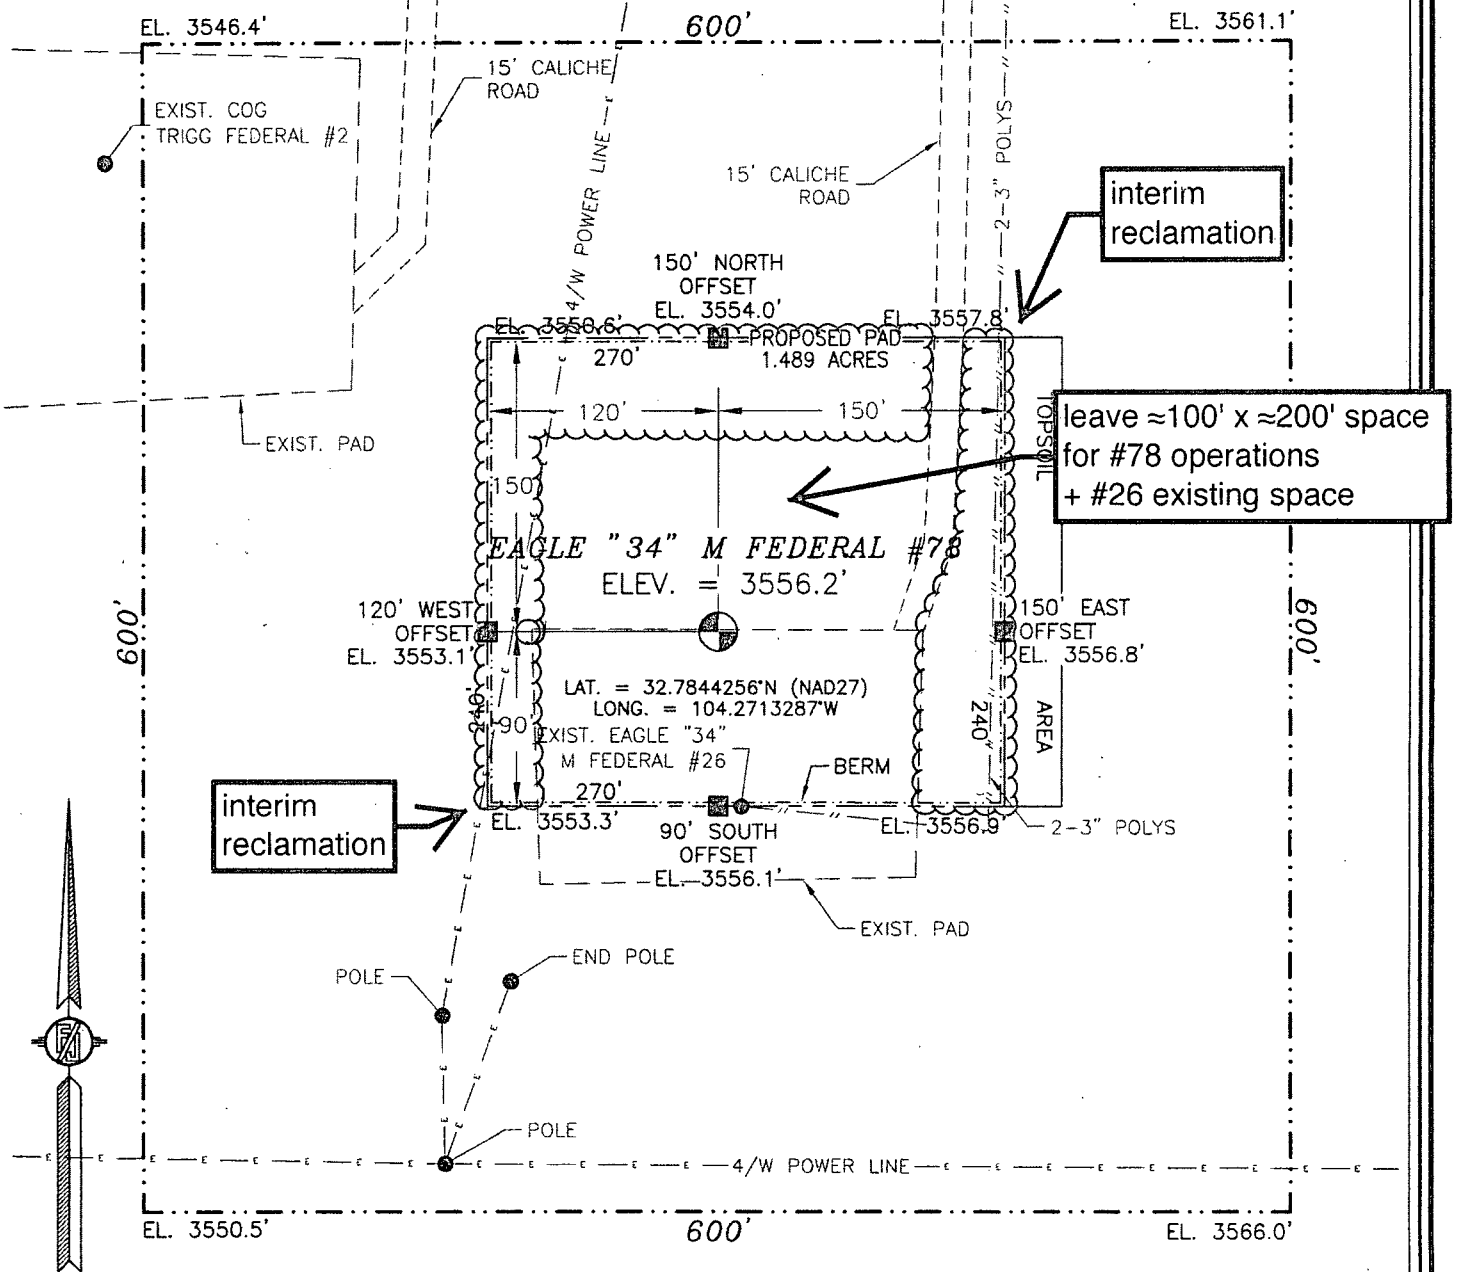 EL. 3546.4'
600'
EL. 3561.1'
15' CALICHE
ROAD
EXIST. COG
TRIGG FEDERAL #2
4/W POWER LINE
2-3" POLYS
15' CALICHE
ROAD
interim
reclamation
150' NORTH
OFFSET
EL. 3554.0'
EL. 3550.6'
EL. 3557.8'
PROPOSED PAD
1.489 ACRES
270'
120'
150'
EXIST. PAD
TOPSOIL
leave ≈100' x ≈200' space
for #78 operations
+ #26 existing space
150'
EAGLE "34" M FEDERAL #78
ELEV. = 3556.2'
600'
120' WEST
OFFSET
EL. 3553.1'
150' EAST
OFFSET
EL. 3556.8'
600'
LAT. = 32.7844256°N (NAD27)
LONG. = 104.2713287°W
240'
90'
EXIST. EAGLE "34"
M FEDERAL #26
240'
AREA
BERM
interim
reclamation
270'
EL. 3553.3'
90' SOUTH
OFFSET
EL. 3556.1'
EL. 3556.9'
2-3" POLYS
EXIST. PAD
END POLE
POLE
POLE
4/W POWER LINE
EL. 3550.5'
600'
EL. 3566.0'